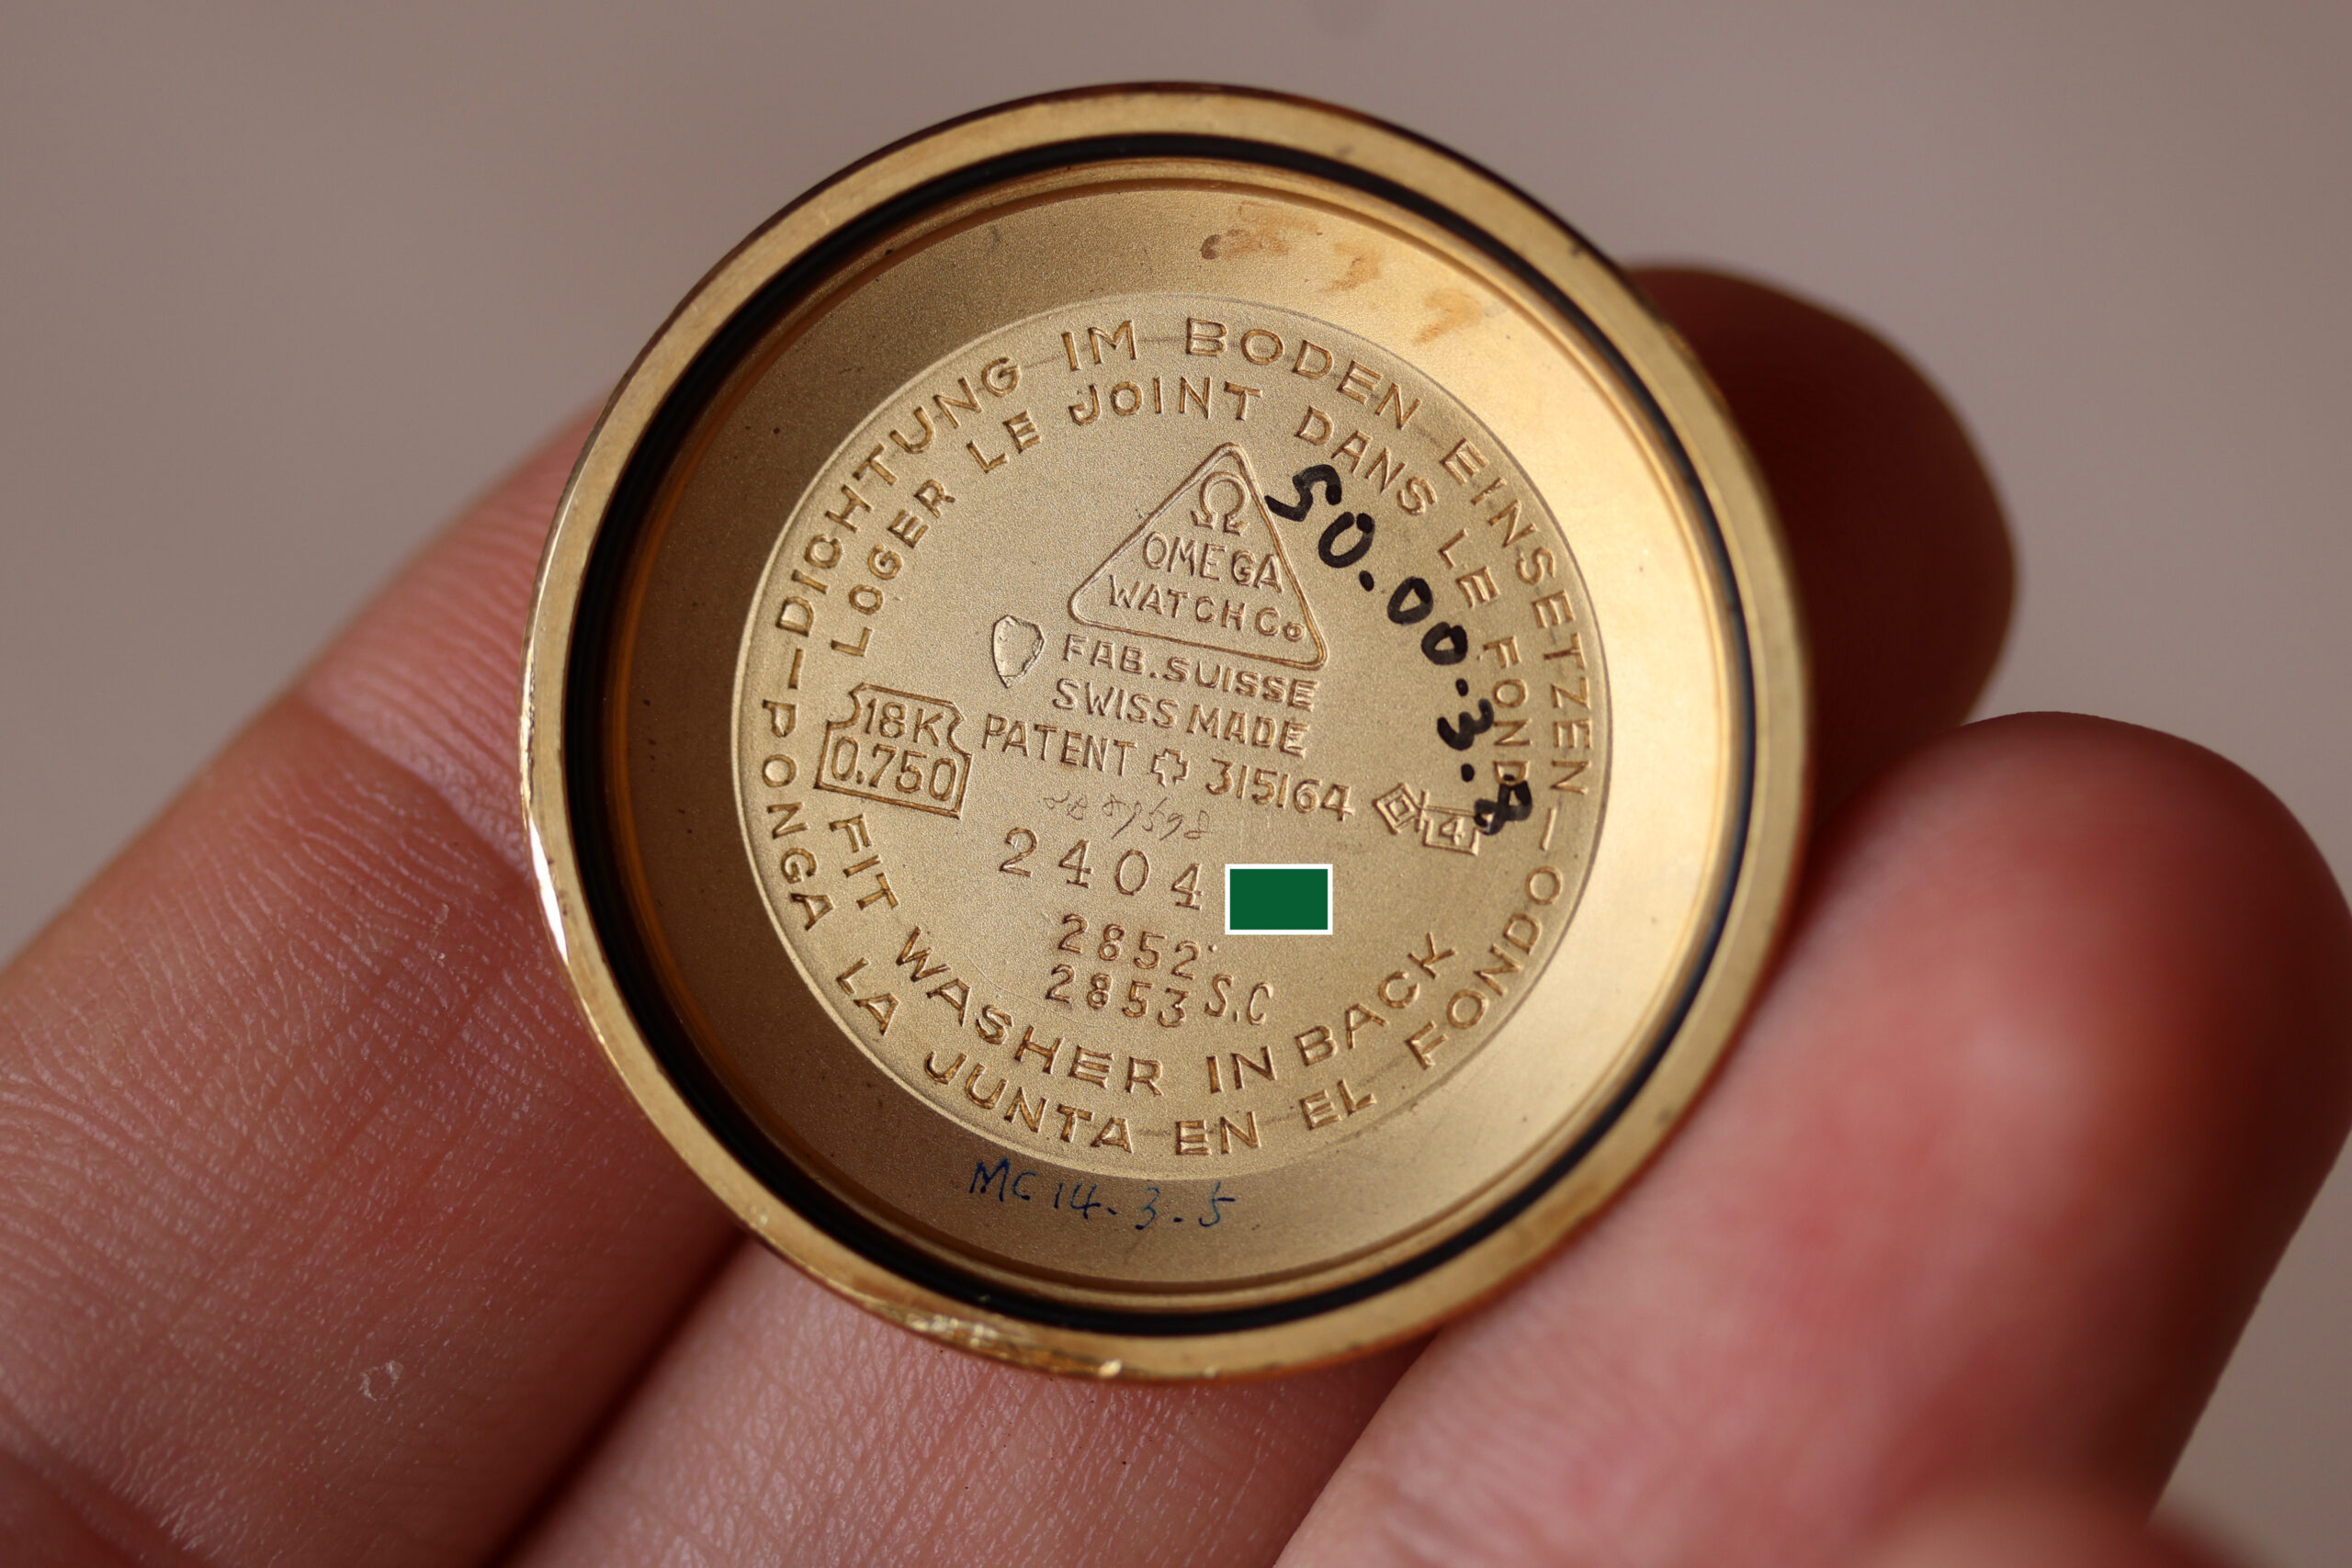 DICHTUNG IM BODEN EINSETZEN
LOGER LE JOINT DANS LE FOND
Ω
OMEGA
WATCH Co
FAB. SUISSE
SWISS MADE
PATENT ✚ 315164
18K
0.750
4
2404
2852.
2853 S.C
FIT WASHER IN BACK
PONGA LA JUNTA EN EL FONDO
50.00.3.8
MC 14.3.5